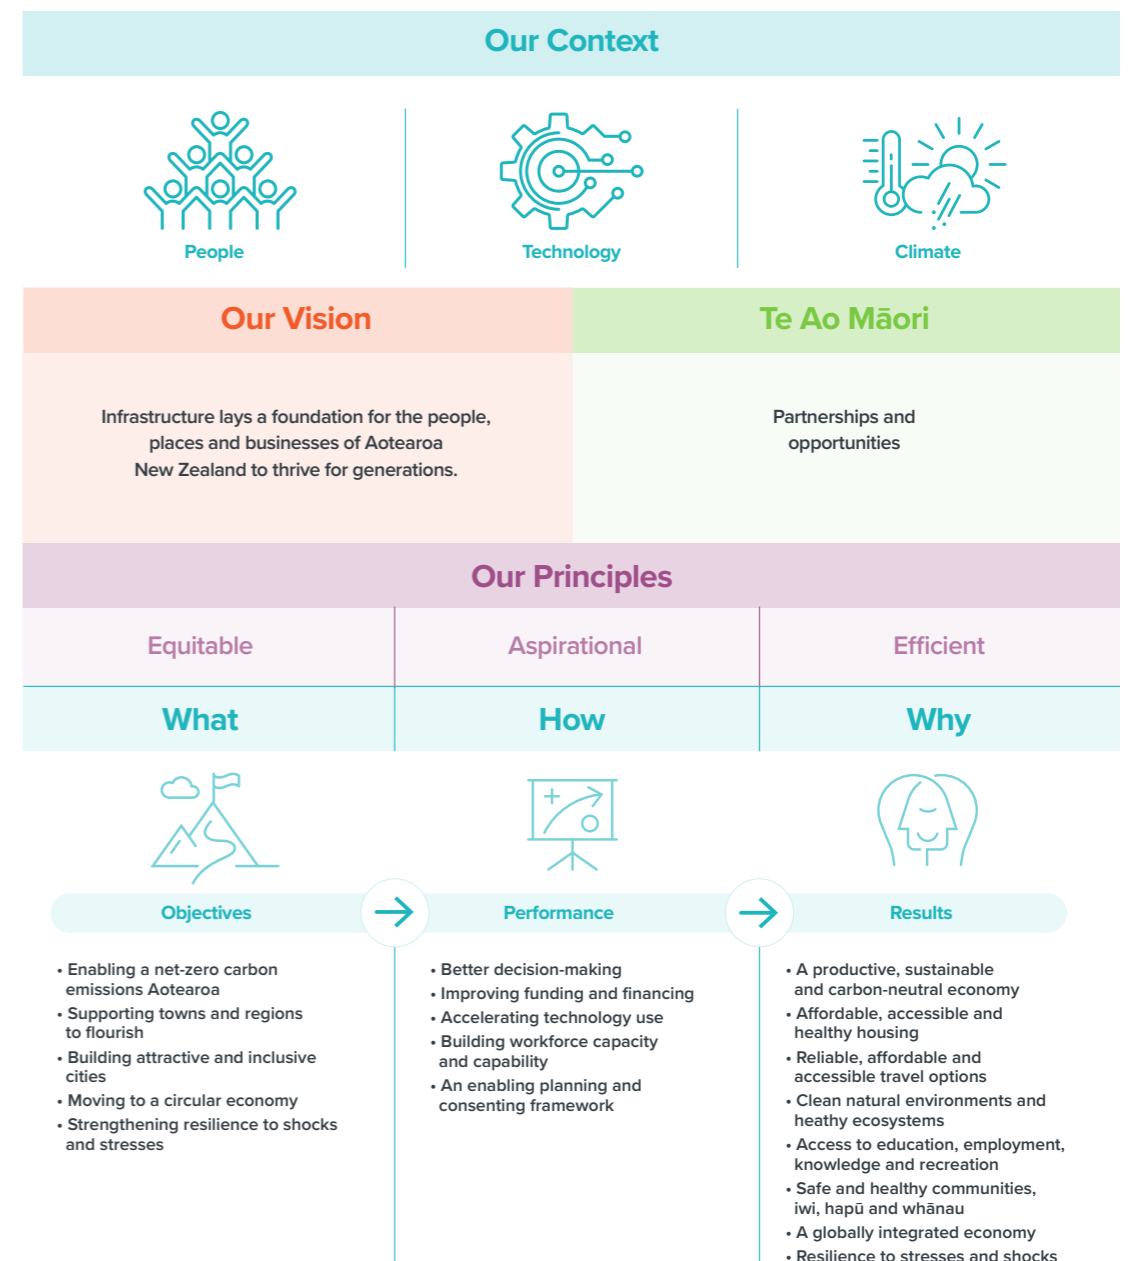 Our Context
People
Technology
Climate
Our Vision
Te Ao Māori
Infrastructure lays a foundation for the people,
places and businesses of Aotearoa
New Zealand to thrive for generations.
Partnerships and
opportunities
Our Principles
Equitable
Aspirational
Efficient
What
How
Why
Objectives
Performance
Results
• Enabling a net-zero carbon
emissions Aotearoa
• Supporting towns and regions
to flourish
• Building attractive and inclusive
cities
• Moving to a circular economy
• Strengthening resilience to shocks
and stresses
• Better decision-making
• Improving funding and financing
• Accelerating technology use
• Building workforce capacity
and capability
• An enabling planning and
consenting framework
• A productive, sustainable
and carbon-neutral economy
• Affordable, accessible and
healthy housing
• Reliable, affordable and
accessible travel options
• Clean natural environments and
heathy ecosystems
• Access to education, employment,
knowledge and recreation
• Safe and healthy communities,
iwi, hapū and whānau
• A globally integrated economy
• Resilience to stresses and shocks